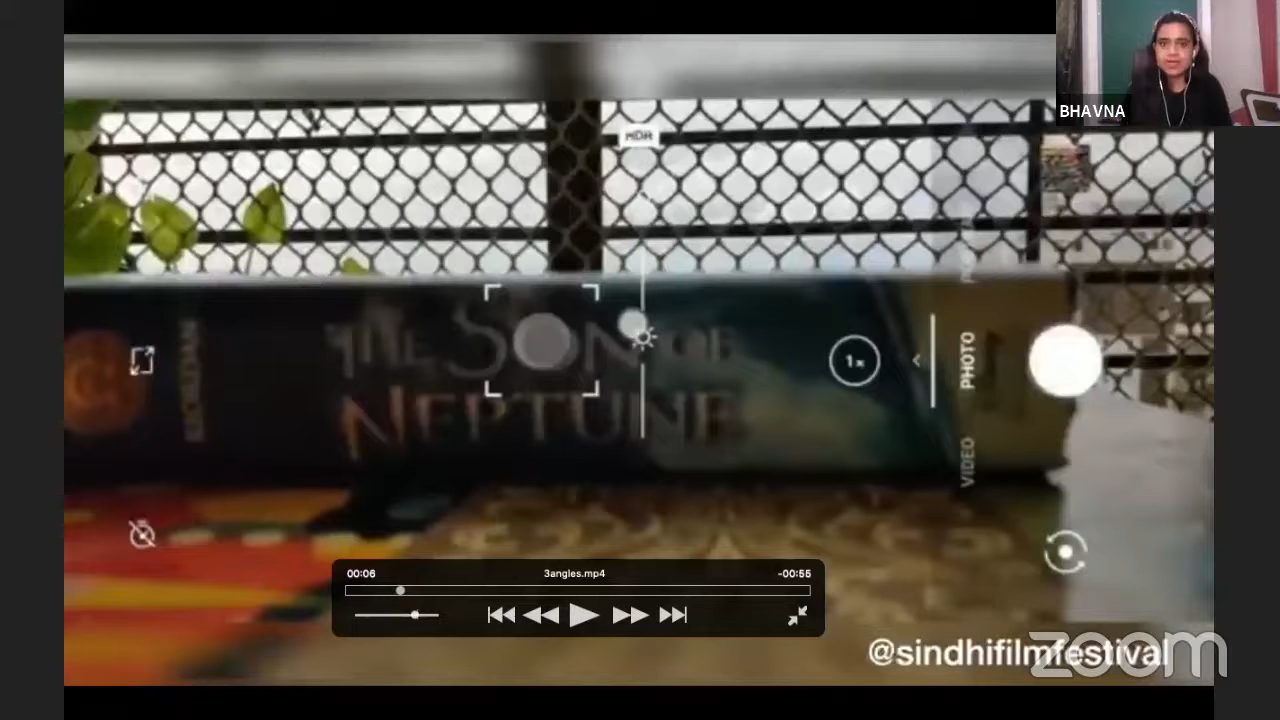 BHAVNA
HDR
THE SON OF
NEPTUNE
1x
PHOTO
VIDEO
00:06
3angles.mp4
-00:55
@sindhifilmfestival
zoom